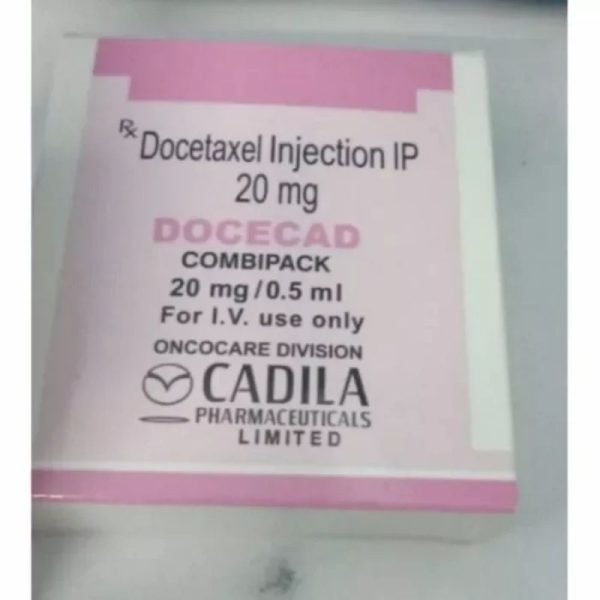 Rx Docetaxel Injection IP
20 mg
DOCECAD
COMBIPACK
20 mg/0.5 ml
For I.V. use only
ONCOCARE DIVISION
CADILA
PHARMACEUTICALS
LIMITED